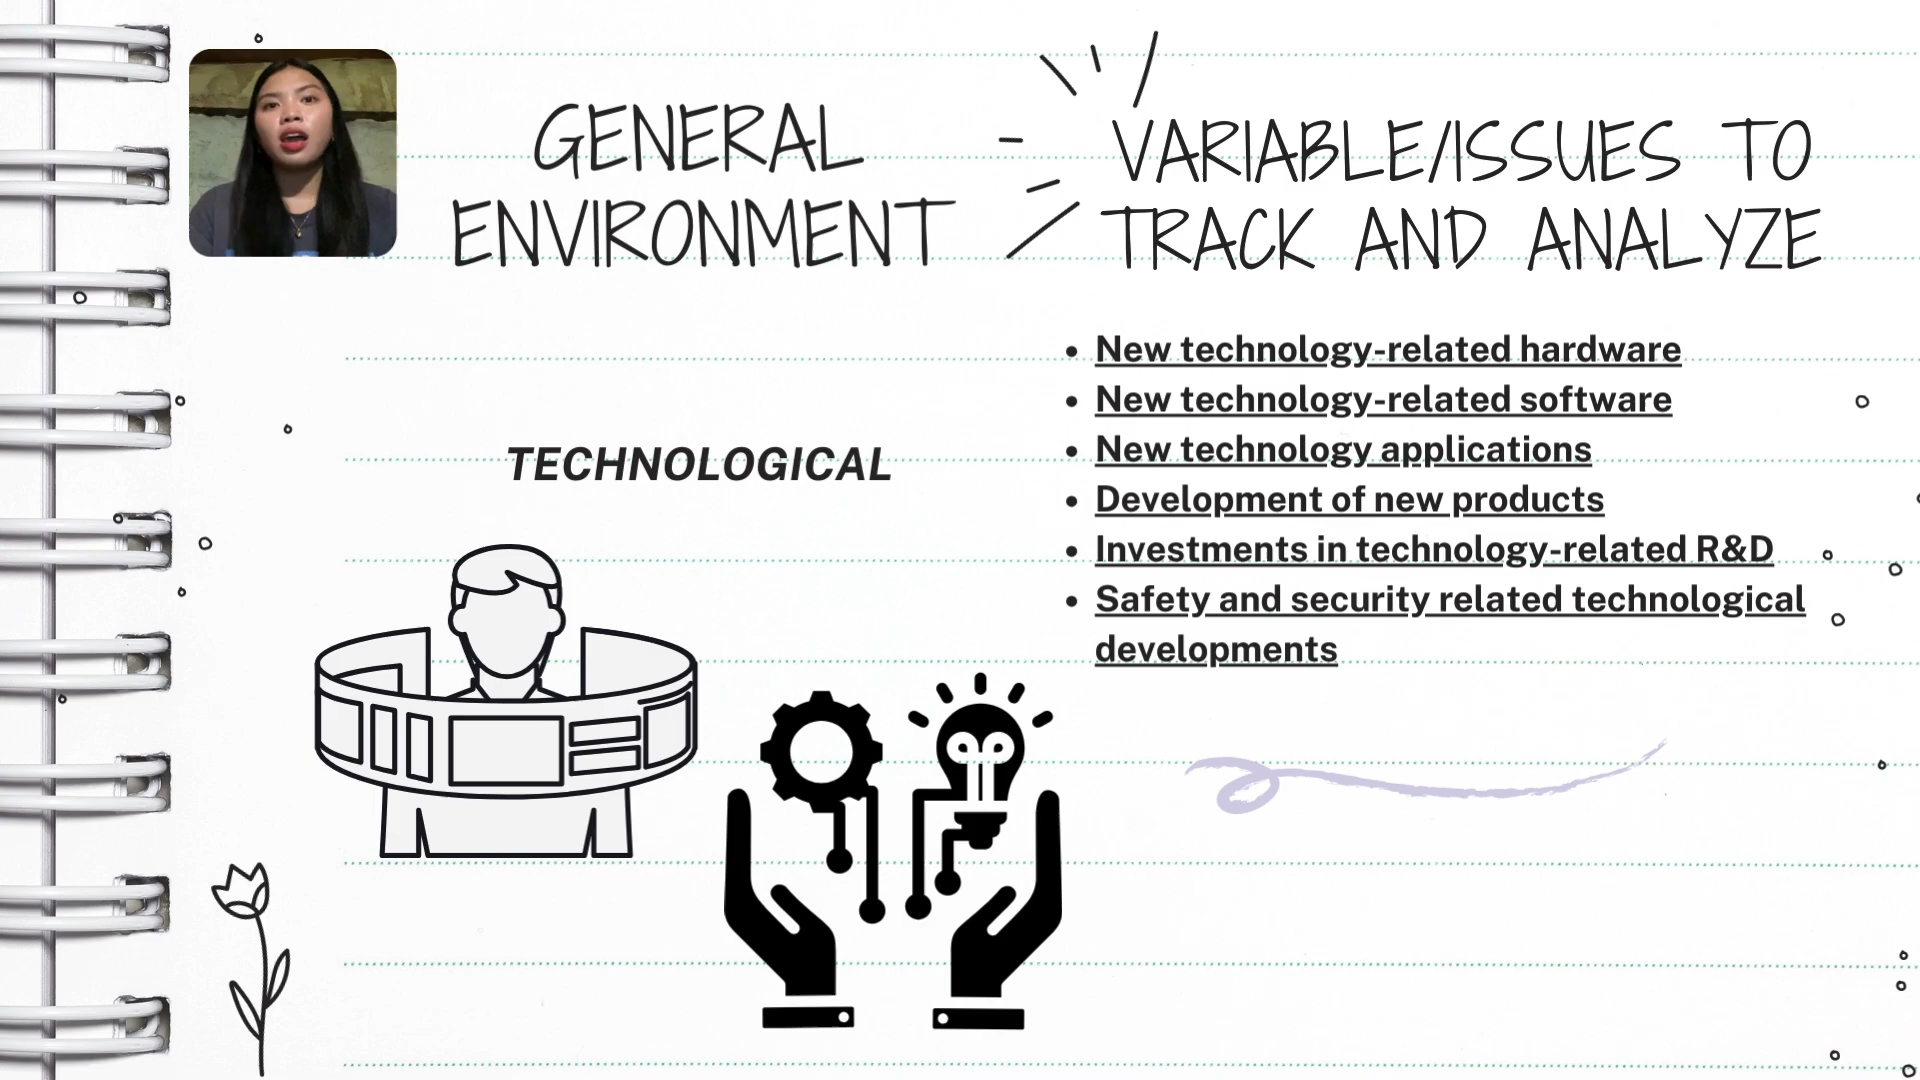 GENERAL
ENVIRONMENT
VARIABLE/ISSUES TO
TRACK AND ANALYZE
TECHNOLOGICAL
New technology-related hardware
New technology-related software
New technology applications
Development of new products
Investments in technology-related R&D
Safety and security related technological
developments